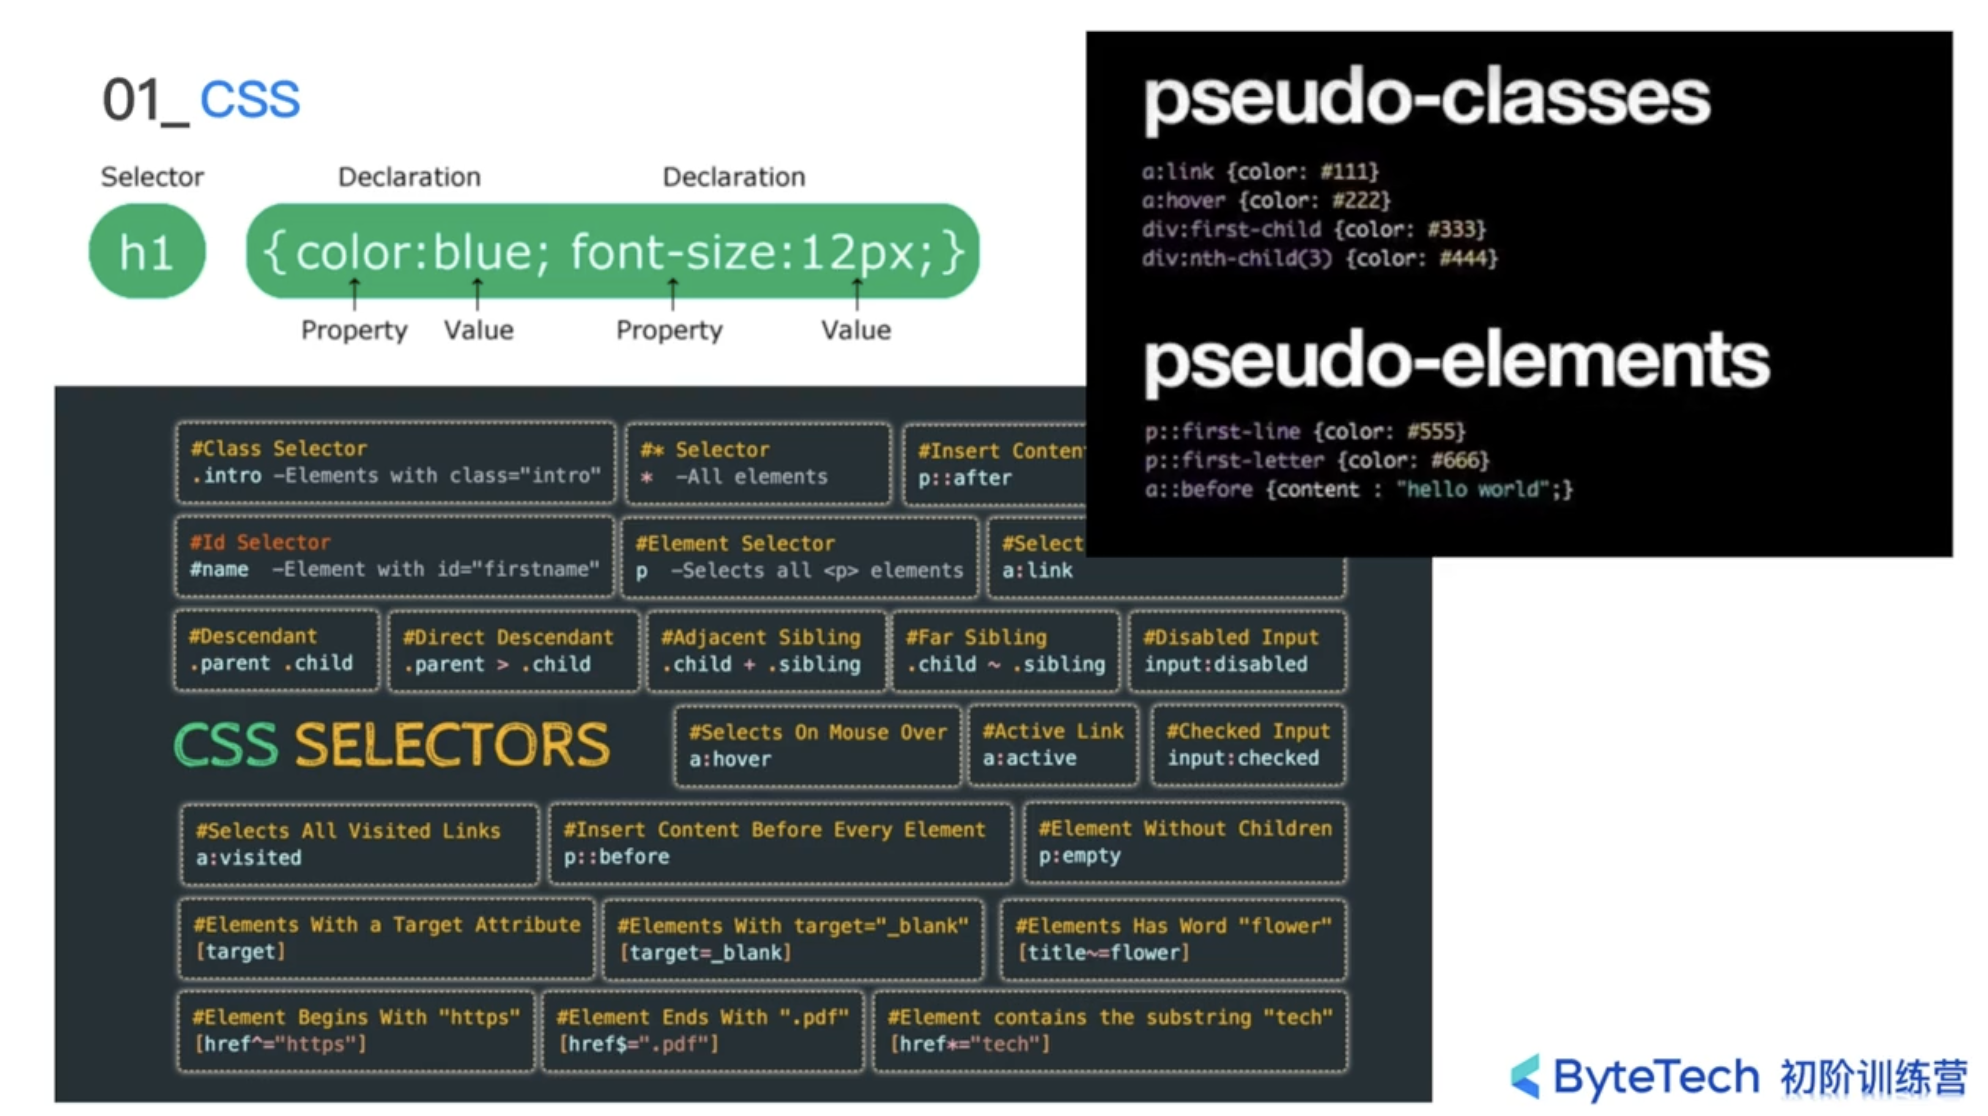 01_ CSS
Selector Declaration Declaration
h1 {color:blue; font-size:12px;}
Property Value Property Value
pseudo-classes
a:link {color: #111}
a:hover {color: #222}
div:first-child {color: #333}
div:nth-child(3) {color: #444}
pseudo-elements
p::first-line {color: #555}
p::first-letter {color: #666}
a::before {content : "hello world";}
#Class Selector
.intro -Elements with class="intro"
#* Selector
* -All elements
#Insert Conten
p::after
#Id Selector
#name -Element with id="firstname"
#Element Selector
p -Selects all <p> elements
#Select
a:link
#Descendant
.parent .child
#Direct Descendant
.parent > .child
#Adjacent Sibling
.child + .sibling
#Far Sibling
.child ~ .sibling
#Disabled Input
input:disabled
CSS SELECTORS
#Selects On Mouse Over
a:hover
#Active Link
a:active
#Checked Input
input:checked
#Selects All Visited Links
a:visited
#Insert Content Before Every Element
p::before
#Element Without Children
p:empty
#Elements With a Target Attribute
[target]
#Elements With target="_blank"
[target=_blank]
#Elements Has Word "flower"
[title~=flower]
#Element Begins With "https"
[href^="https"]
#Element Ends With ".pdf"
[href$=".pdf"]
#Element contains the substring "tech"
[href*="tech"]
ByteTech 初阶训练营